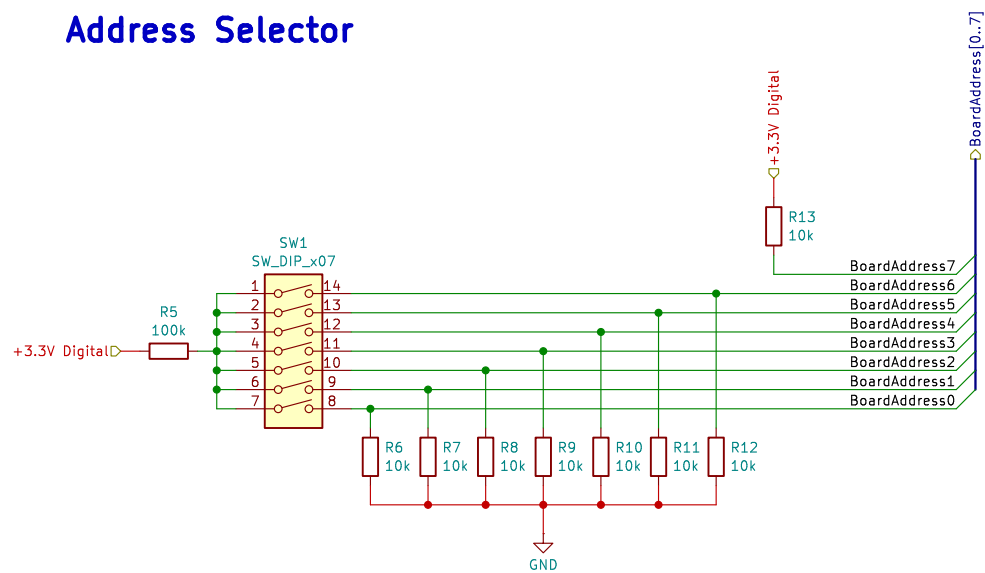 Address Selector
BoardAddress[0..7]
+3.3V Digital
R13
10k
SW1
SW_DIP_x07
BoardAddress7
1
14
BoardAddress6
2
13
BoardAddress5
R5
100k
3
12
BoardAddress4
+3.3V Digital
4
11
BoardAddress3
5
10
BoardAddress2
6
9
BoardAddress1
7
8
BoardAddress0
R6
10k
R7
10k
R8
10k
R9
10k
R10
10k
R11
10k
R12
10k
GND